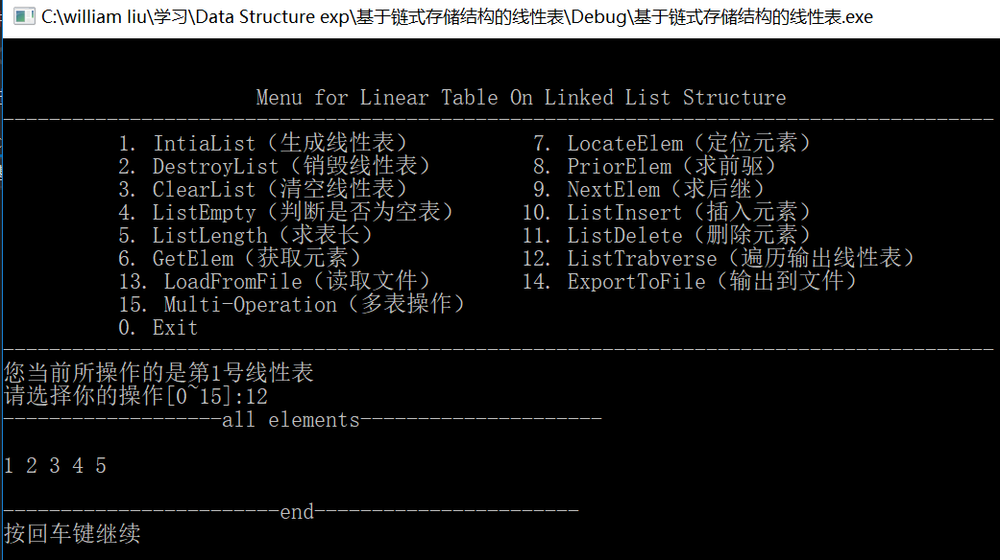 C:\william liu\学习\Data Structure exp\基于链式存储结构的线性表\Debug\基于链式存储结构的线性表.exe
Menu for Linear Table On Linked List Structure
1. IntiaList（生成线性表） 7. LocateElem（定位元素）
2. DestroyList（销毁线性表） 8. PriorElem（求前驱）
3. ClearList（清空线性表） 9. NextElem（求后继）
4. ListEmpty（判断是否为空表） 10. ListInsert（插入元素）
5. ListLength（求表长） 11. ListDelete（删除元素）
6. GetElem（获取元素） 12. ListTrabverse（遍历输出线性表）
13. LoadFromFile（读取文件） 14. ExportToFile（输出到文件）
15. Multi-Operation（多表操作）
0. Exit
您当前所操作的是第1号线性表
请选择你的操作[0~15]:12
-------------------all elements---------------------
1 2 3 4 5
------------------------end-----------------------
按回车键继续